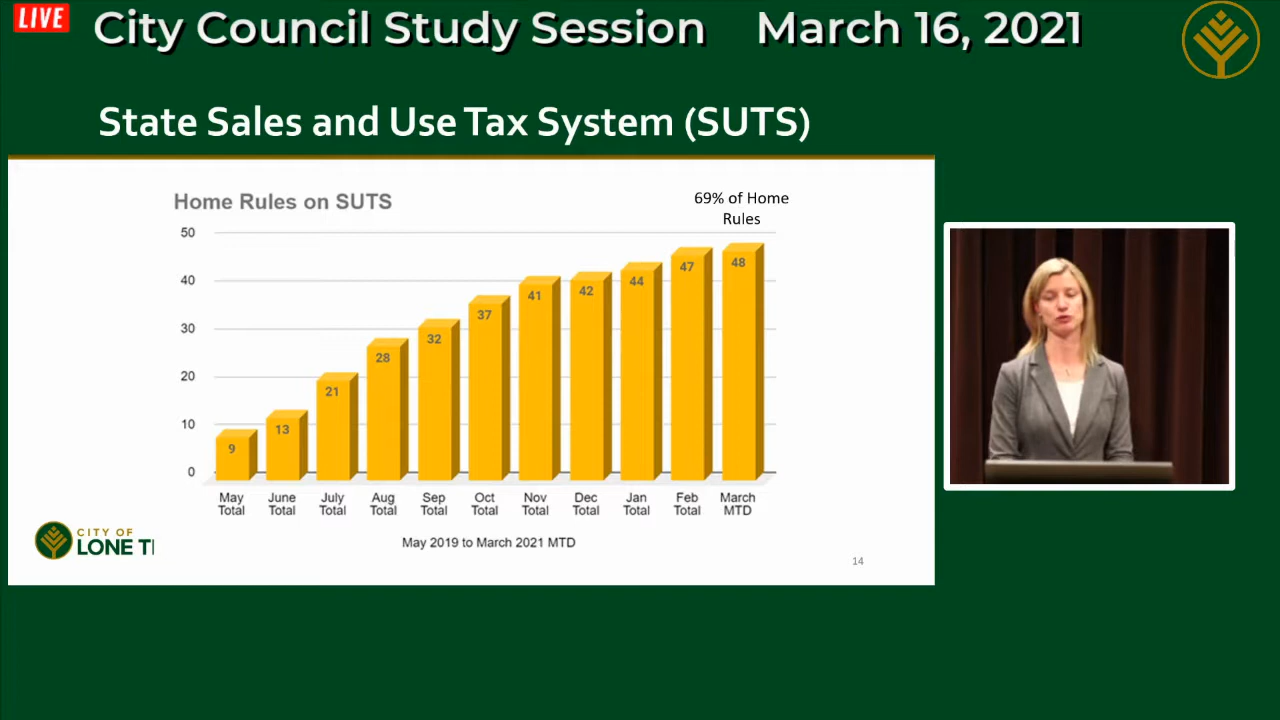 LIVE
City Council Study Session March 16, 2021
State Sales and Use Tax System (SUTS)
Home Rules on SUTS
69% of Home
Rules
50
40
30
20
10
0
9
13
21
28
32
37
41
42
44
47
48
May
Total
June
Total
July
Total
Aug
Total
Sep
Total
Oct
Total
Nov
Total
Dec
Total
Jan
Total
Feb
Total
March
MTD
May 2019 to March 2021 MTD
CITY OF
LONE T
14